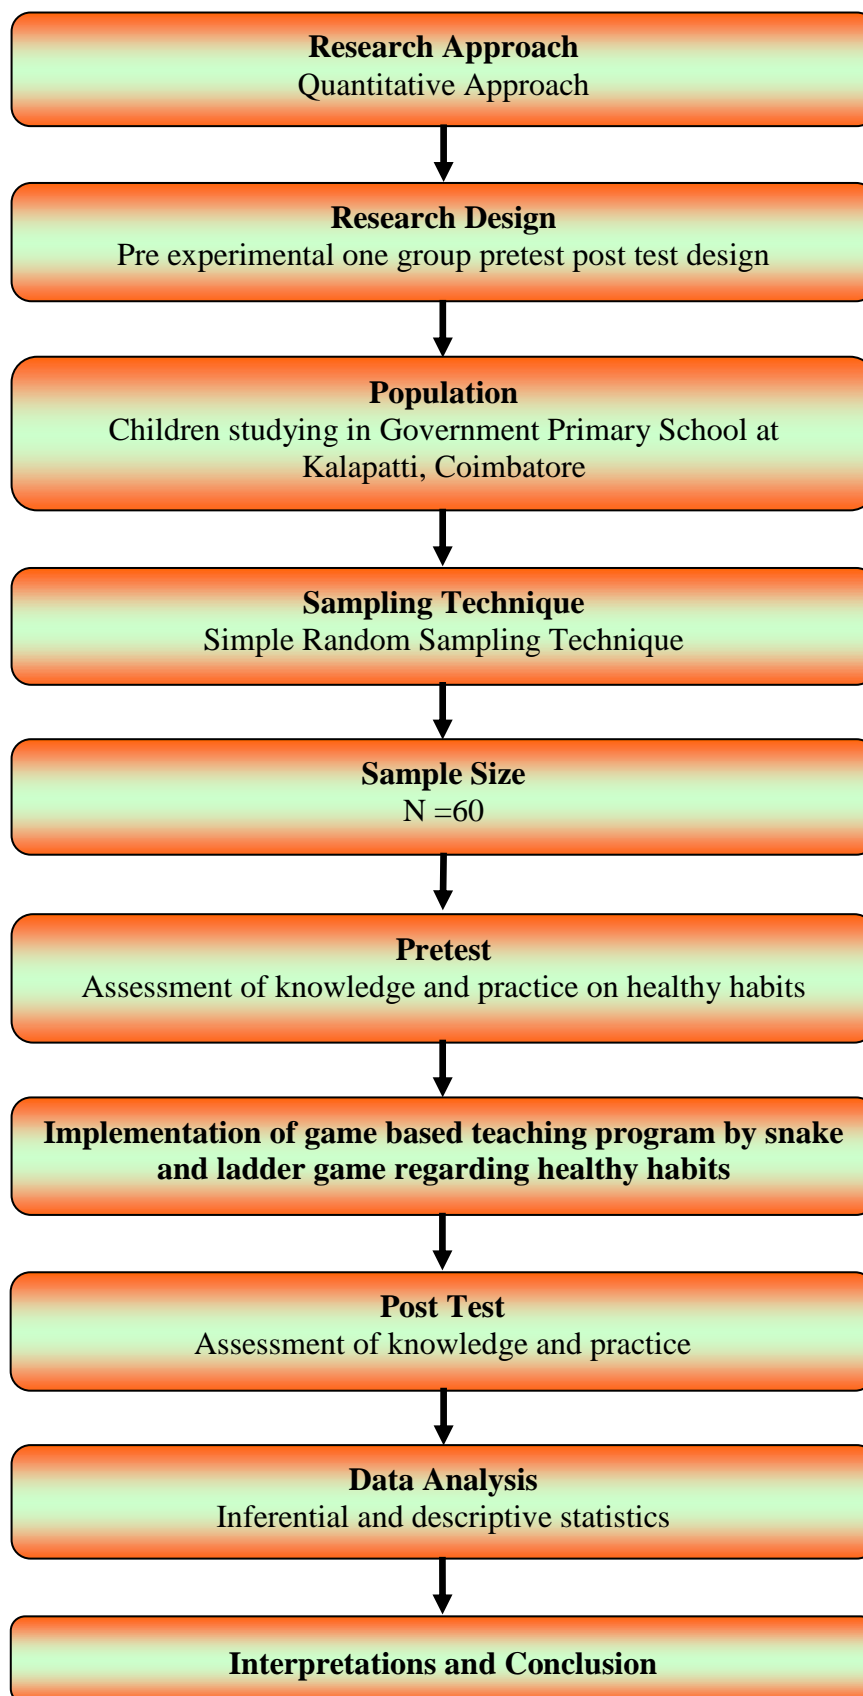 Research Approach
Quantitative Approach
Research Design
Pre experimental one group pretest post test design
Population
Children studying in Government Primary School at
Kalapatti, Coimbatore
Sampling Technique
Simple Random Sampling Technique
Sample Size
N =60
Pretest
Assessment of knowledge and practice on healthy habits
Implementation of game based teaching program by snake
and ladder game regarding healthy habits
Post Test
Assessment of knowledge and practice
Data Analysis
Inferential and descriptive statistics
Interpretations and Conclusion